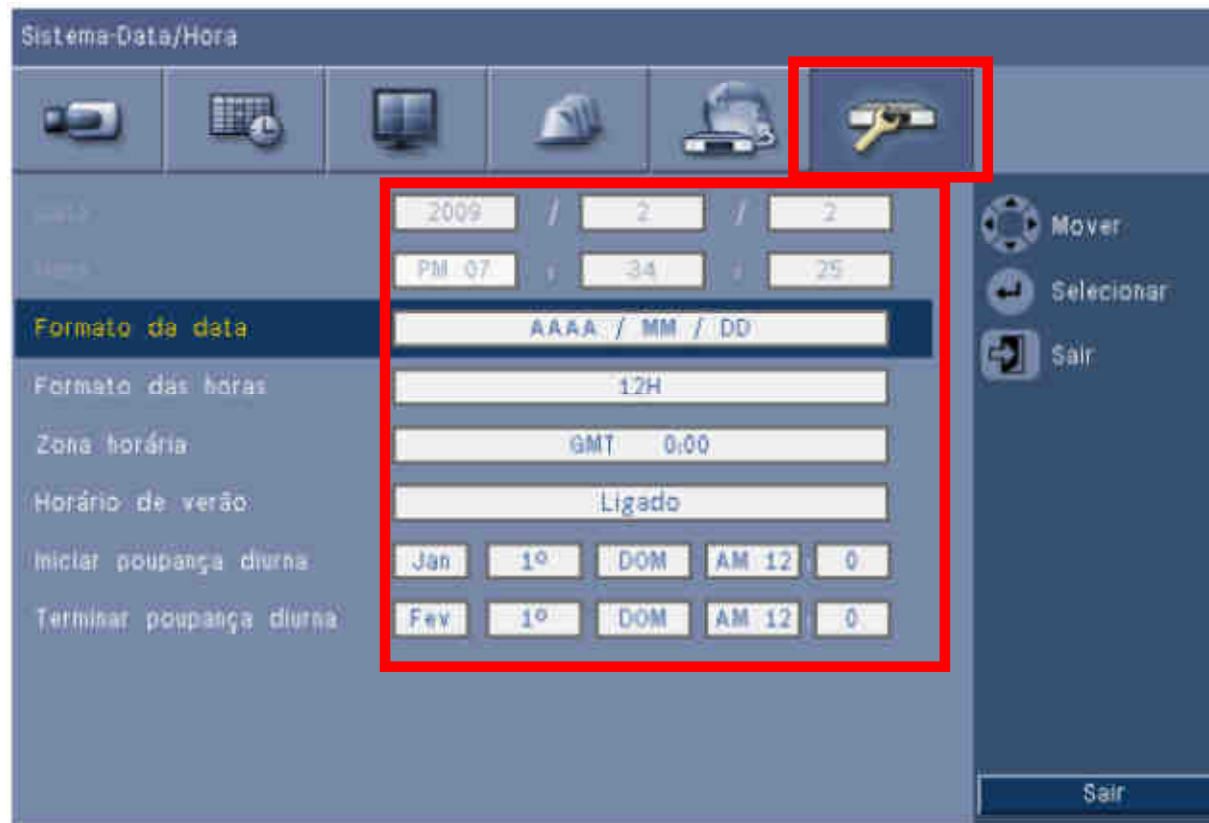 Sistema-Data/Hora
Data 2009 / 2 / 2
Hora PM 07 : 34 : 25
Formato da data AAAA / MM / DD
Formato das horas 12H
Zona horária GMT 0:00
Horário de verão Ligado
Iniciar poupança diurna Jan 1º DOM AM 12 : 0
Terminar poupança diurna Fev 1º DOM AM 12 : 0
Mover
Selecionar
Sair
Sair